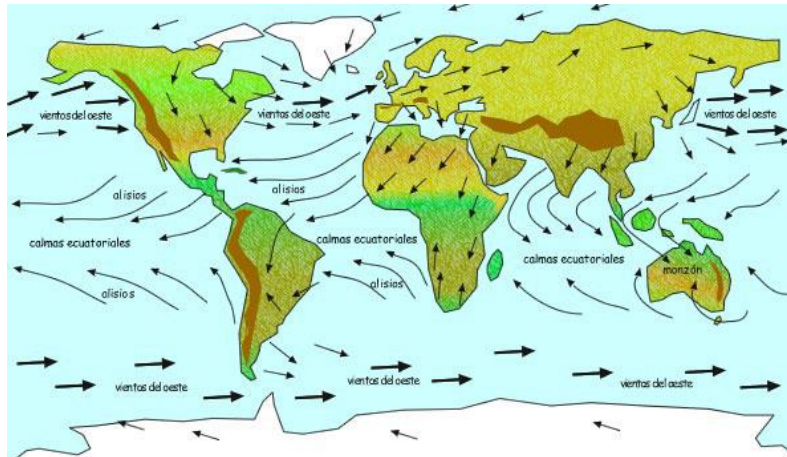 vientos del oeste
vientos del oeste
vientos del oeste
alisios
alisios
calmas ecuatoriales
calmas ecuatoriales
calmas ecuatoriales
monzón
alisios
alisios
vientos del oeste
vientos del oeste
vientos del oeste